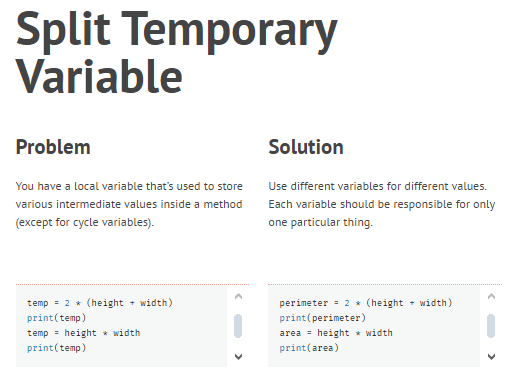 Split Temporary
Variable
Problem
You have a local variable that's used to store
various intermediate values inside a method
(except for cycle variables).
temp = 2 * (height + width)
print(temp)
temp = height * width
print(temp)
Solution
Use different variables for different values.
Each variable should be responsible for only
one particular thing.
perimeter = 2 * (height + width)
print(perimeter)
area = height * width
print(area)